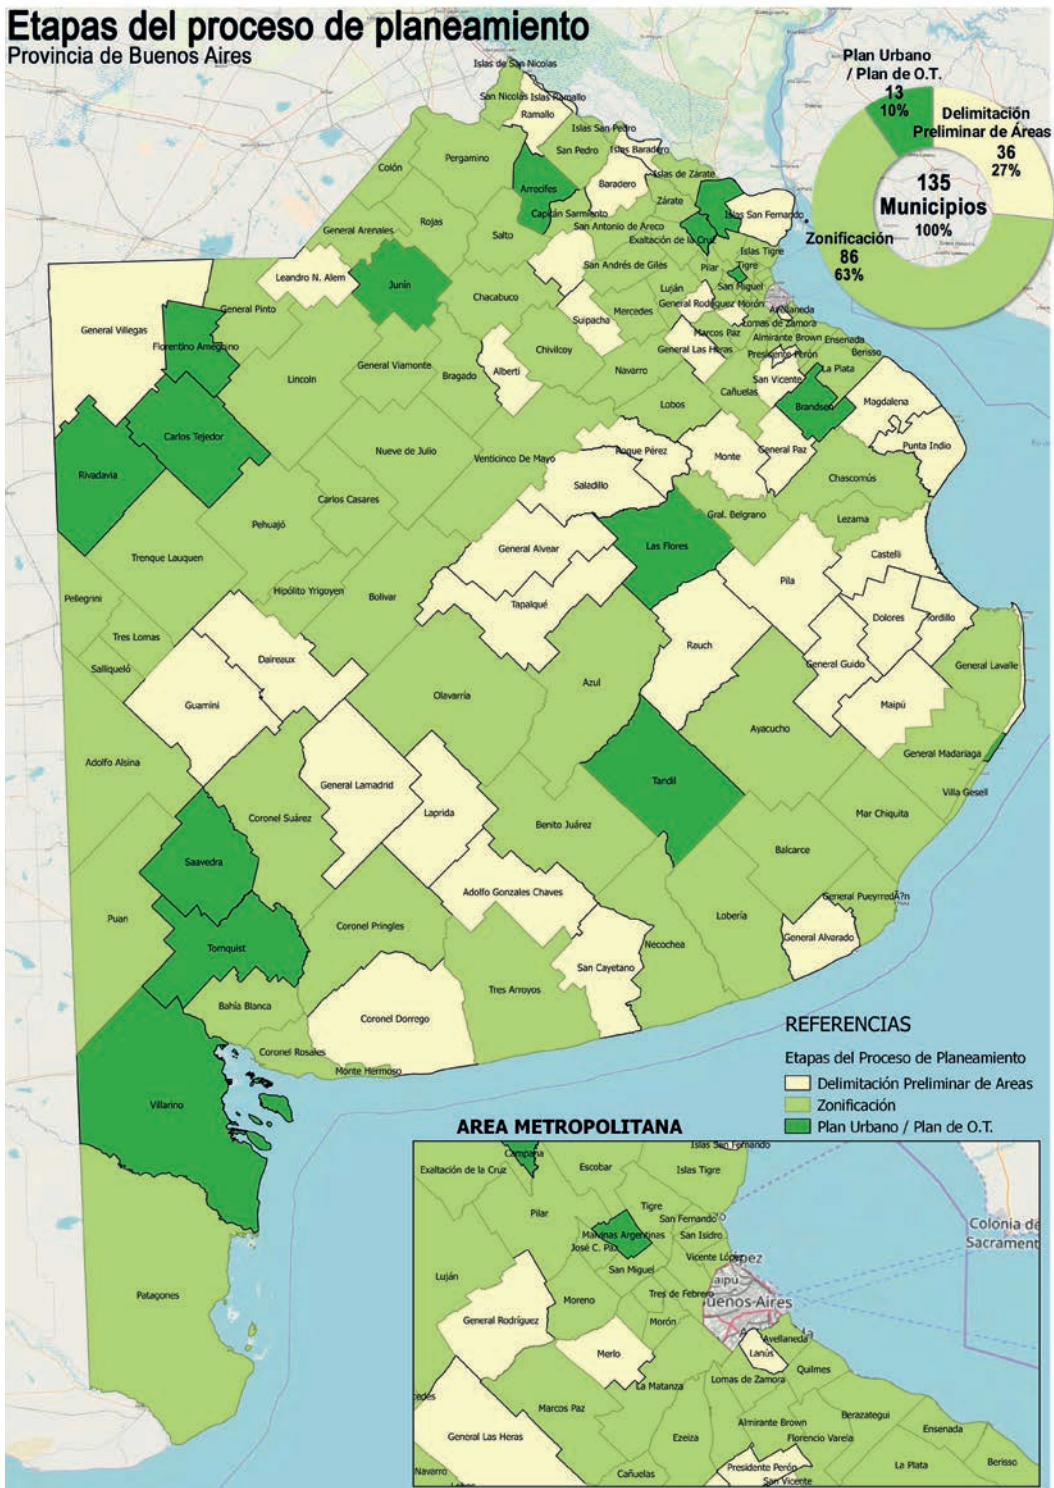 Etapas del proceso de planeamiento
Provincia de Buenos Aires
Plan Urbano
/ Plan de O.T.
13
10%
Delimitación
Preliminar de Áreas
36
27%
135
Municipios
100%
Zonificación
86
63%
Islas de San Nicolas
San Nicolás
Islas Ramallo
Ramallo
Islas San Pedro
San Pedro
Islas Baradero
Pergamino
Colón
Arrecifes
Baradero
Islas de Zárate
Zárate
Capitán Sarmiento
Islas San Fernando
Rojas
General Arenales
Salto
San Antonio de Areco
Exaltación de la Cruz
Islas Tigre
Leandro N. Alem
Junín
San Andrés de Giles
Pilar
Tigre
Luján
San Miguel
Chacabuco
General Rodríguez
Morón
General Pinto
Suipacha
Mercedes
Avellaneda
General Villegas
Marcos Paz
Lomas de Zamora
Almirante Brown
Ensenada
Florentino Ameghino
Chivilcoy
General Las Heras
Presidente Perón
Berisso
General Viamonte
Bragado
Alberti
Navarro
La Plata
Lincoln
San Vicente
Cañuelas
Lobos
Brandsen
Magdalena
Carlos Tejedor
Nueve de Julio
Venticinco De Mayo
Roque Pérez
Monte
General Paz
Punta Indio
Rivadavia
Saladillo
Chascomús
Carlos Casares
Pehuajó
Gral. Belgrano
Lezama
General Alvear
Las Flores
Trenque Lauquen
Castelli
Pila
Pellegrini
Hipólito Yrigoyen
Bolivar
Tapalqué
Dolores
Tordillo
Tres Lomas
Salliqueló
Daireaux
Rauch
General Guido
General Lavalle
Guamini
Olavarria
Azul
Maipú
Ayacucho
Adolfo Alsina
General Lamadrid
Tandil
General Madariaga
Villa Gesell
Coronel Suárez
Laprida
Benito Juárez
Mar Chiquita
Saavedra
Balcarce
Adolfo Gonzales Chaves
General PueyrredÃ?n
Puan
Coronel Pringles
Lobería
Tornquist
Necochea
General Alvarado
San Cayetano
Bahía Blanca
Coronel Dorrego
Tres Arroyos
Coronel Rosales
Monte Hermoso
Villarino
Patagones
REFERENCIAS
Etapas del Proceso de Planeamiento
Delimitación Preliminar de Areas
Zonificación
Plan Urbano / Plan de O.T.
AREA METROPOLITANA
Campana
Islas San Fernando
Exaltación de la Cruz
Escobar
Islas Tigre
Pilar
Tigre
San Fernando
Malvinas Argentinas
San Isidro
José C. Paz
Vicente López
San Miguel
Luján
Moreno
Tres de Febrero
Buenos Aires
General Rodríguez
Morón
Avellaneda
Merlo
Lanús
Quilmes
La Matanza
Lomas de Zamora
Marcos Paz
Berazategui
Almirante Brown
Ensenada
General Las Heras
Ezeiza
Florencio Varela
Presidente Perón
La Plata
Berisso
Navarro
Cañuelas
San Vicente
Colonia de
Sacrament